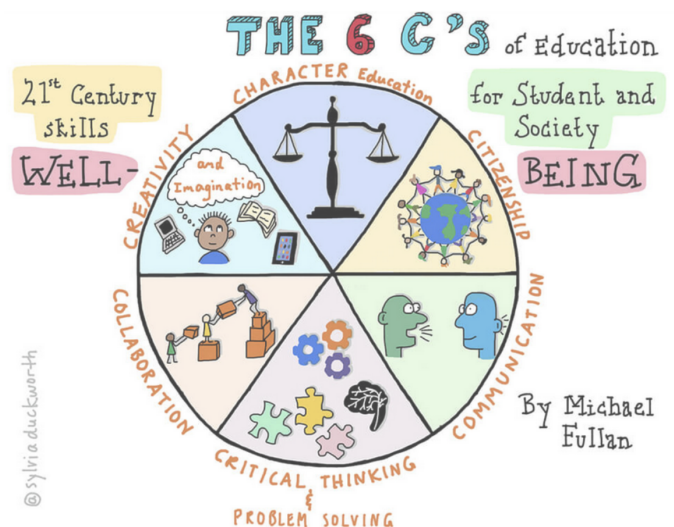 THE 6 C'S of Education
21st Century
skills
WELL-
for Student and
Society
BEING
CHARACTER Education
CITIZENSHIP
COMMUNICATION
CRITICAL THINKING
&
PROBLEM SOLVING
COLLABORATION
CREATIVITY
and
Imagination
By Michael
Fullan
@sylviaduckworth